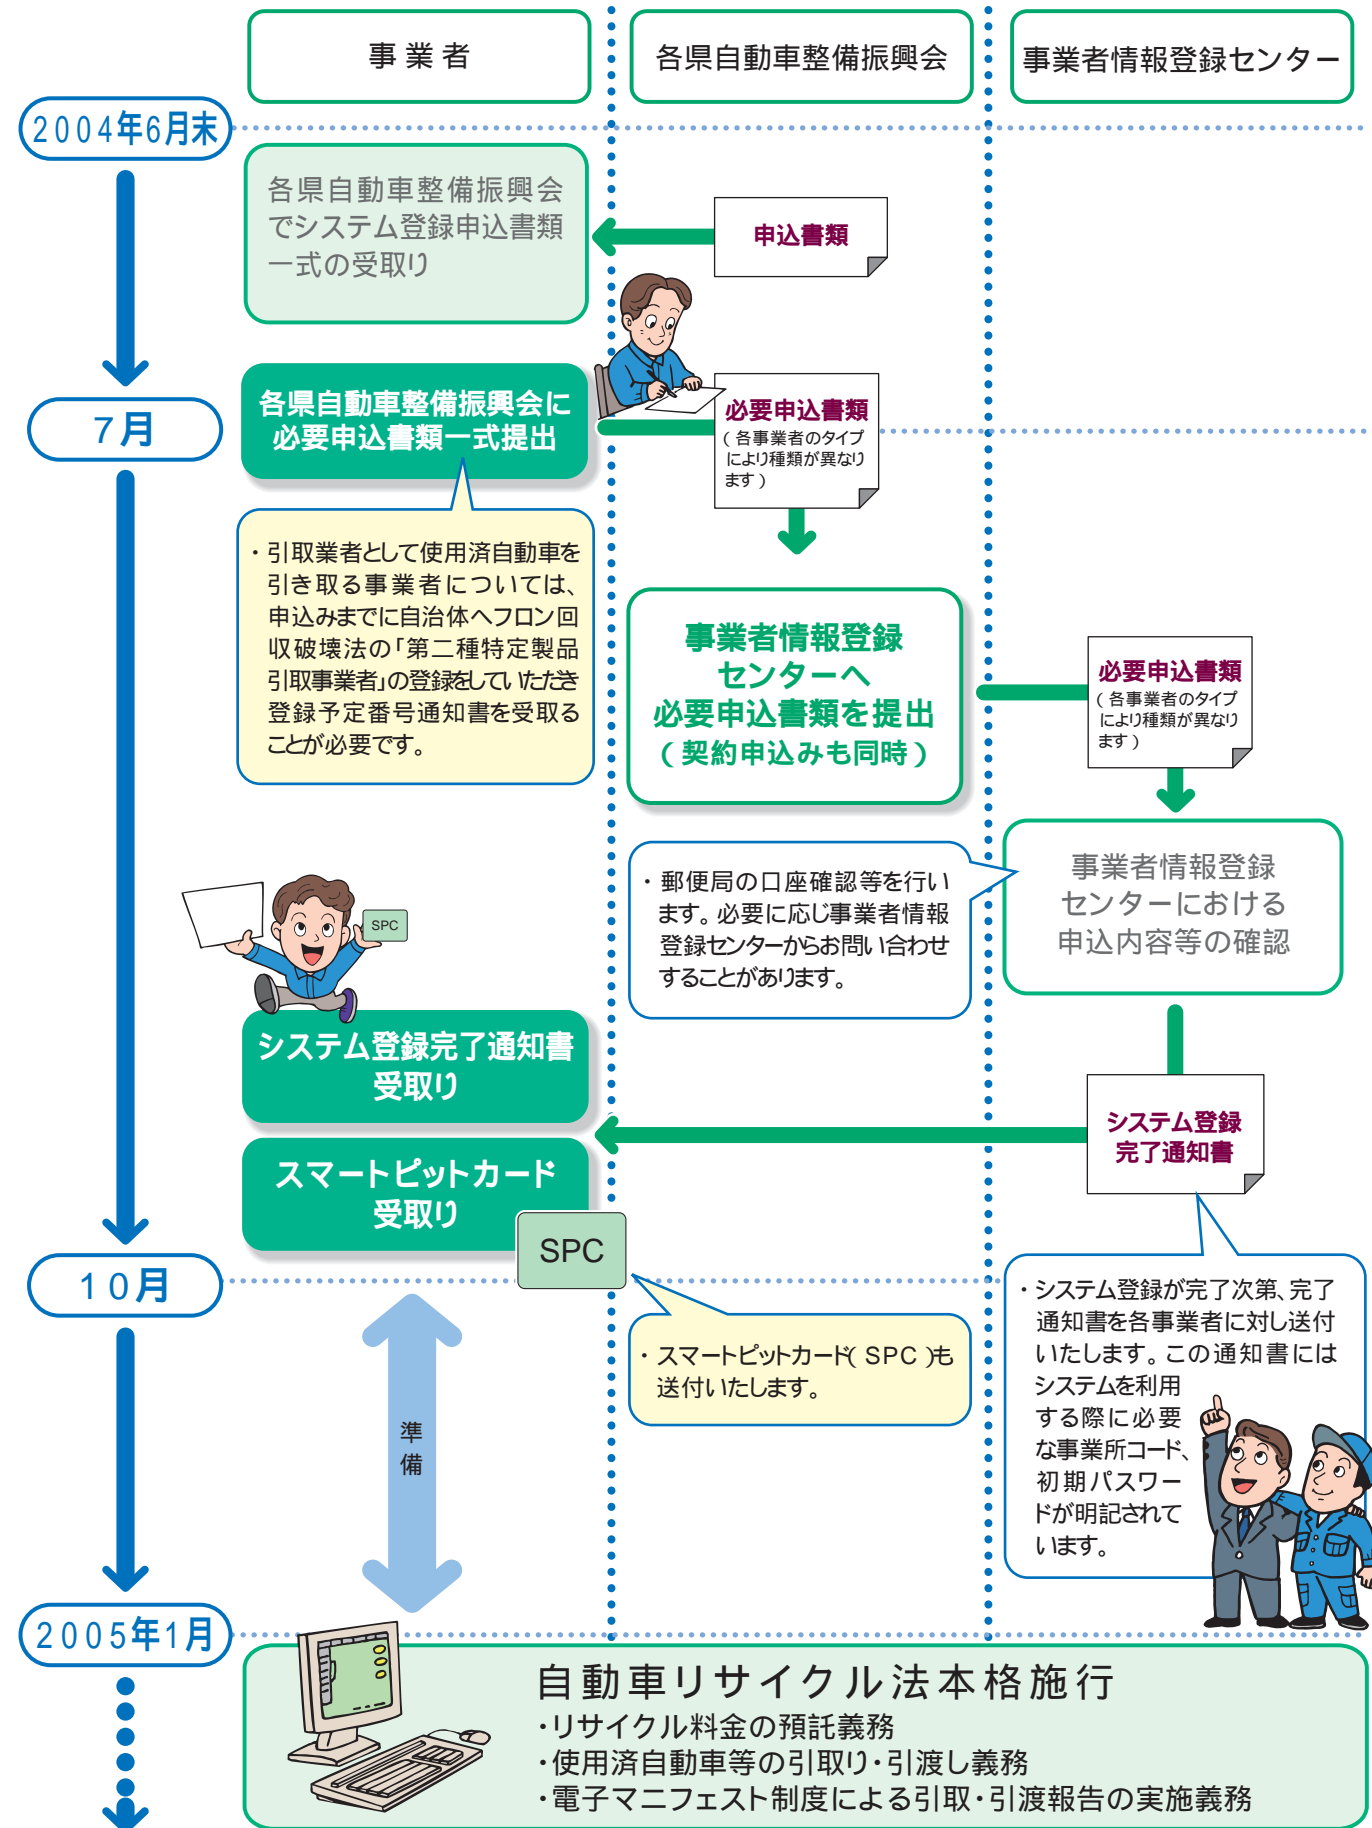 事業者
各県自動車整備振興会
事業者情報登録センター
2004年6月末
各県自動車整備振興会
でシステム登録申込書類
一式の受取り
申込書類
7月
各県自動車整備振興会に
必要申込書類一式提出
必要申込書類
(各事業者のタイプ
により種類が異なり
ます)
・引取業者として使用済自動車を
引き取る事業者については、
申込みまでに自治体へフロン回
収破壊法の「第二種特定製品
引取事業者」の登録をしていただき
登録予定番号通知書を受取る
ことが必要です。
事業者情報登録
センターへ
必要申込書類を提出
(契約申込みも同時)
必要申込書類
(各事業者のタイプ
により種類が異なり
ます)
・郵便局の口座確認等を行い
ます。必要に応じ事業者情報
登録センターからお問い合わせ
することがあります。
事業者情報登録
センターにおける
申込内容等の確認
SPC
システム登録完了通知書
受取り
システム登録
完了通知書
スマートピットカード
受取り
SPC
10月
・スマートピットカード(SPC)も
送付いたします。
・システム登録が完了次第、完了
通知書を各事業者に対し送付
いたします。この通知書には
システムを利用
する際に必要
な事業所コード、
初期パスワー
ドが明記されて
います。
準
備
2005年1月
自動車リサイクル法本格施行
・リサイクル料金の預託義務
・使用済自動車等の引取り・引渡し義務
・電子マニフェスト制度による引取・引渡報告の実施義務